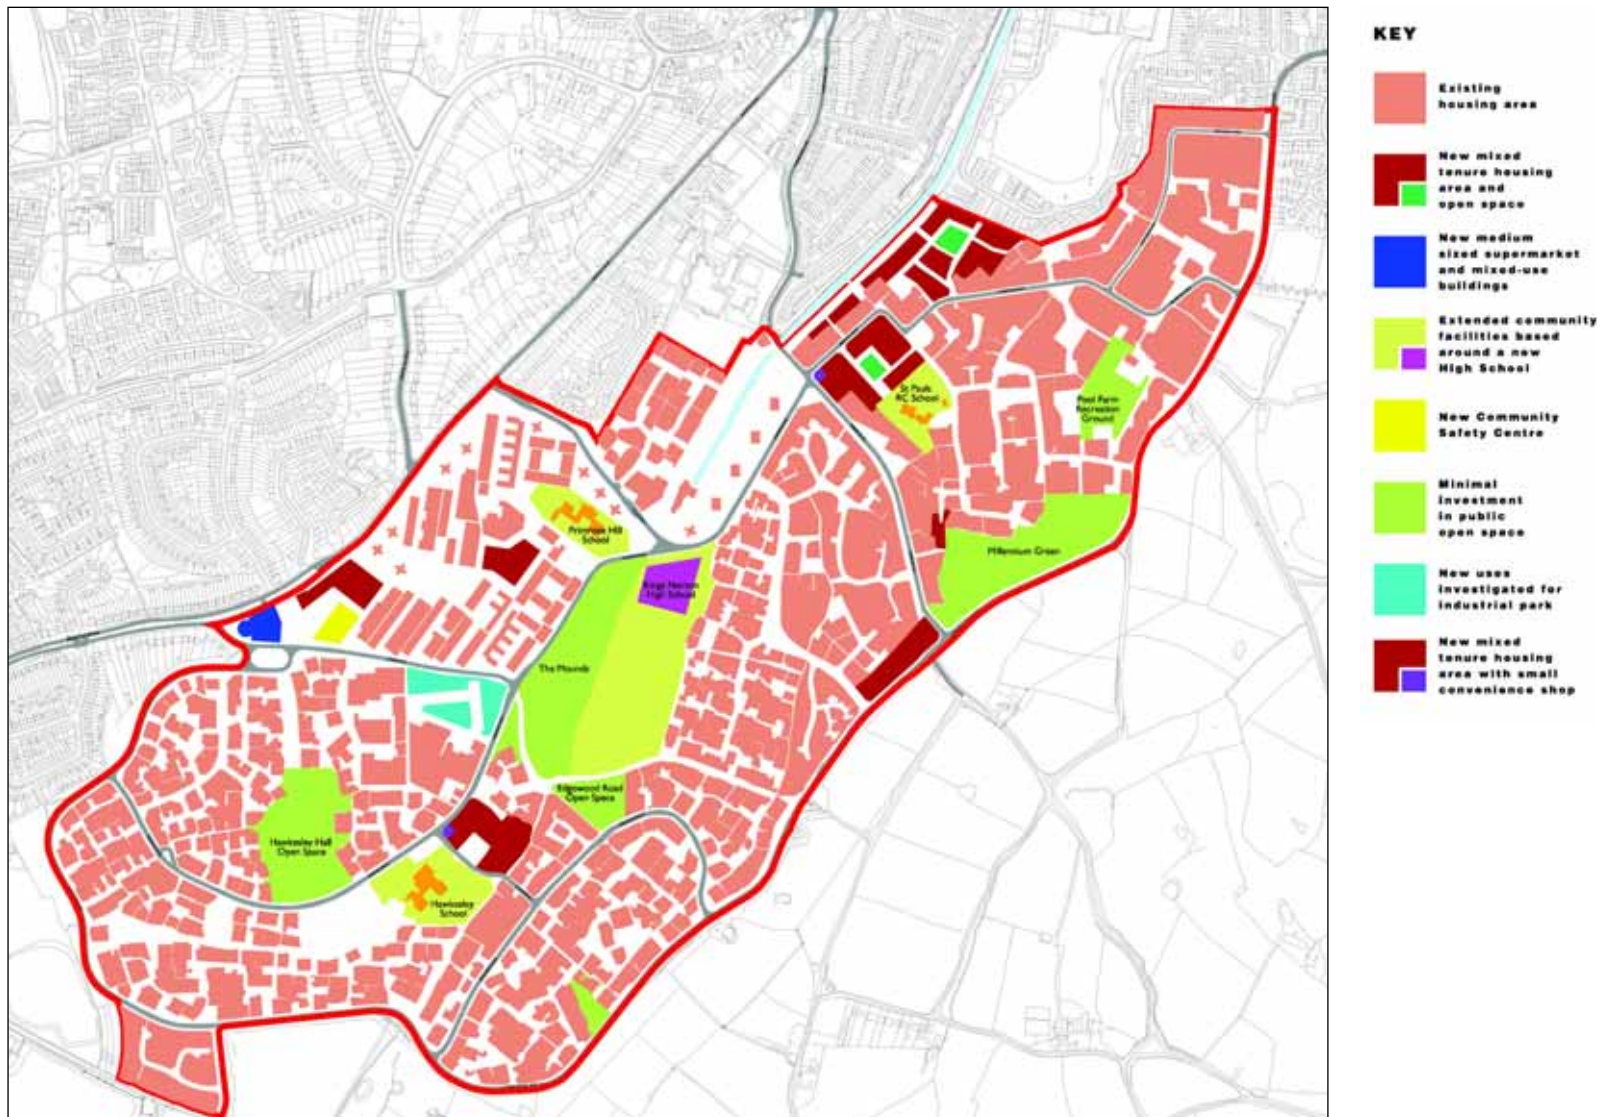 St Pauls
RC School
Pool Farm
Recreation
Ground
Primrose Hill
School
Millennium Green
Kings Norton
High School
The Mounds
Edgewood Road
Open Space
Hawkesley Hall
Open Space
Hawkesley
School
KEY
Existing
housing area
New mixed
tenure housing
area and
open space
New medium
sized supermarket
and mixed-use
buildings
Extended community
facilities based
around a new
High School
New Community
Safety Centre
Minimal
investment
in public
open space
New uses
investigated for
industrial park
New mixed
tenure housing
area with small
convenience shop